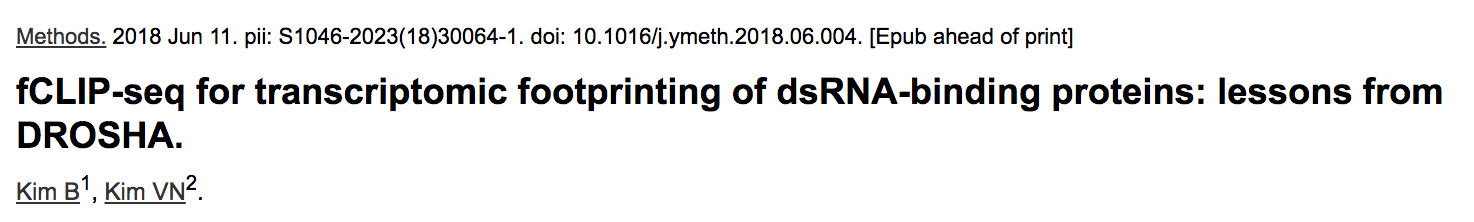 Methods. 2018 Jun 11. pii: S1046-2023(18)30064-1. doi: 10.1016/j.ymeth.2018.06.004. [Epub ahead of print]
fCLIP-seq for transcriptomic footprinting of dsRNA-binding proteins: lessons from
DROSHA.
Kim B1, Kim VN2.